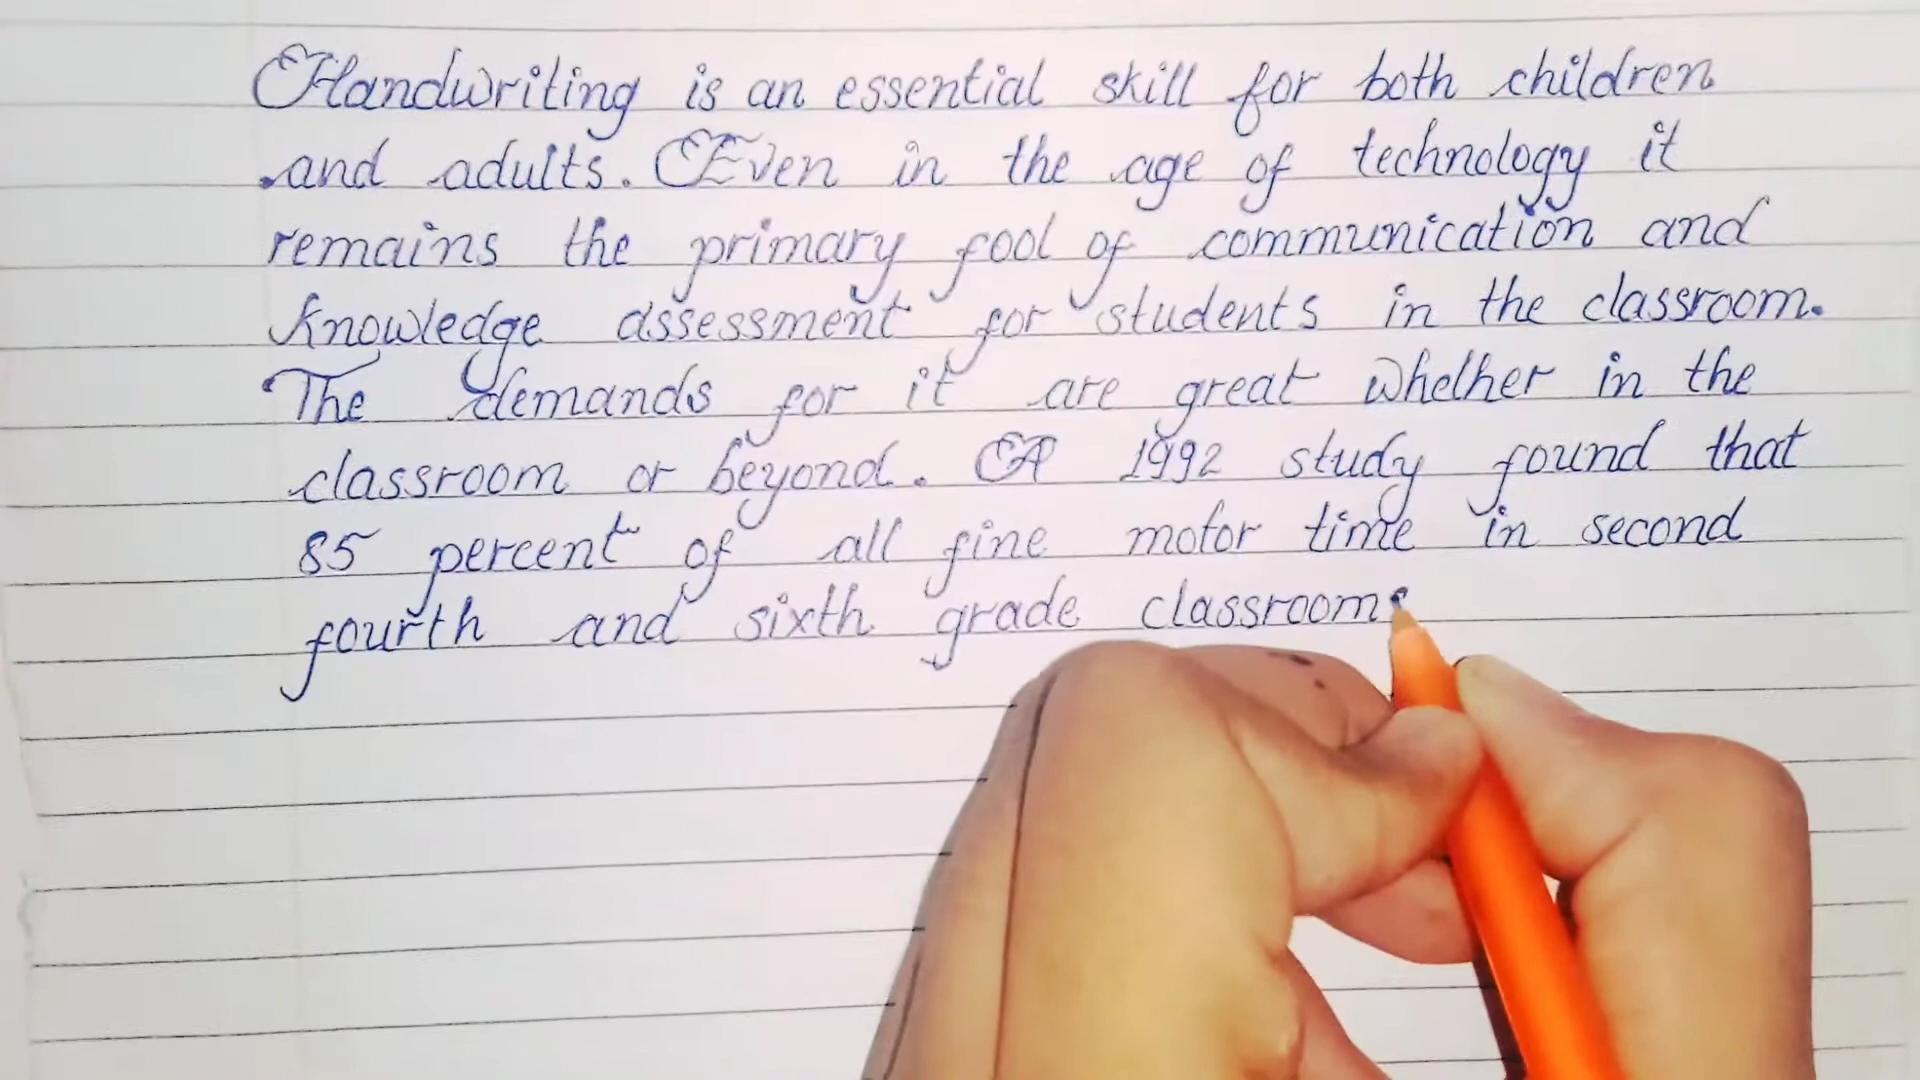 Handwriting is an essential skill for both children
and adults. Even in the age of technology it
remains the primary fool of communication and
knowledge assessment for students in the classroom.
The demands for it are great whether in the
classroom or beyond. A 1992 study found that
85 percent of all fine motor time in second
fourth and sixth grade classrooms